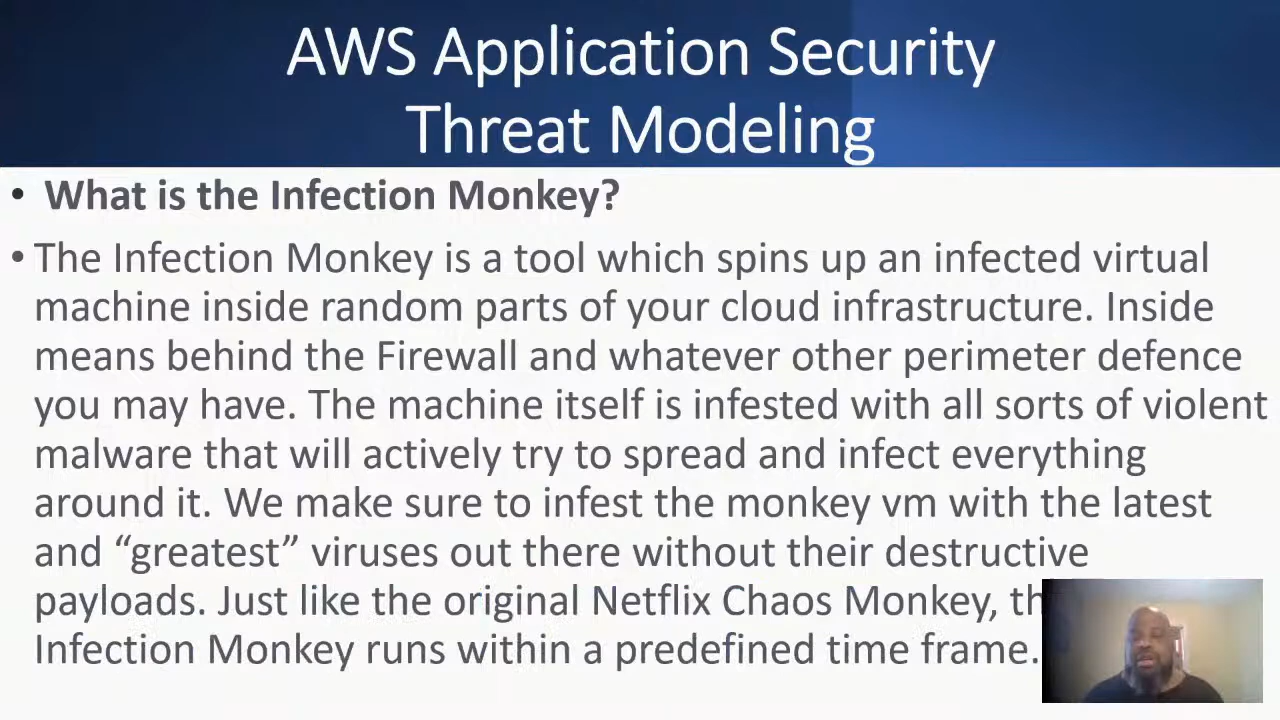 AWS Application Security
Threat Modeling
• What is the Infection Monkey?
• The Infection Monkey is a tool which spins up an infected virtual
machine inside random parts of your cloud infrastructure. Inside
means behind the Firewall and whatever other perimeter defence
you may have. The machine itself is infested with all sorts of violent
malware that will actively try to spread and infect everything
around it. We make sure to infest the monkey vm with the latest
and “greatest” viruses out there without their destructive
payloads. Just like the original Netflix Chaos Monkey,
Infection Monkey runs within a predefined time frame.